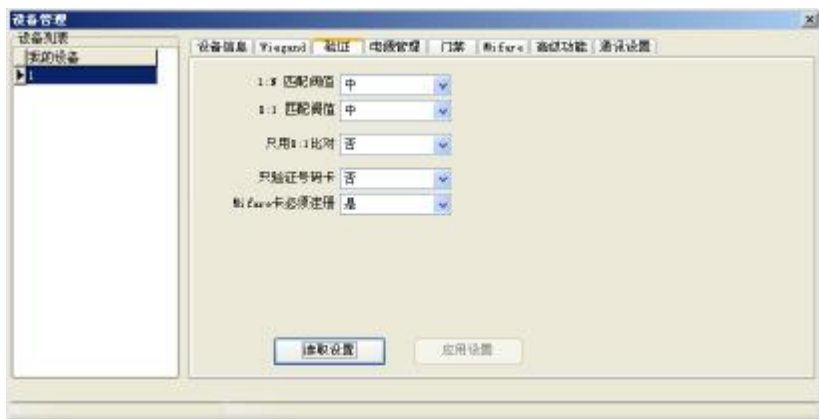 设备管理
设备列表
我的设备
1
设备信息 Wiegand 验证 电源管理 门禁 Mifare 高级功能 通讯设置
1:N 匹配阀值 中
1:1 匹配阀值 中
只用1:1比对 否
只验证号码卡 否
Mifare卡必须注册 是
读取设置 应用设置